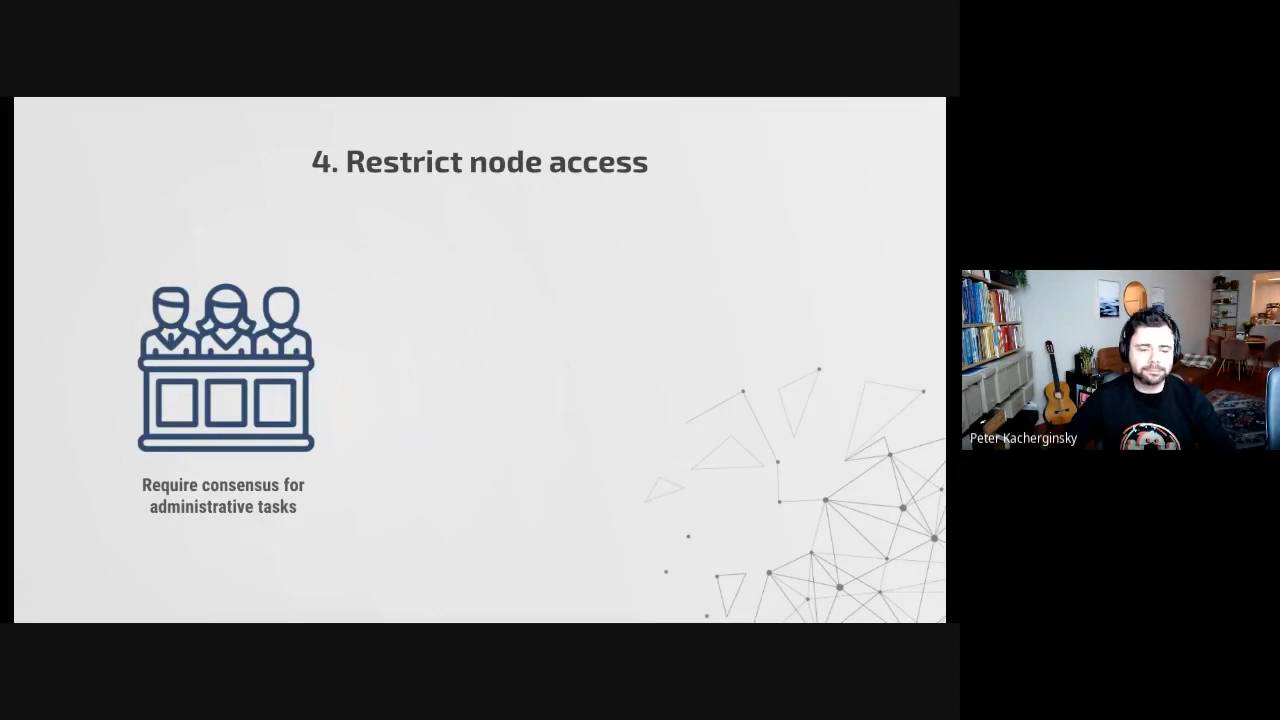 4. Restrict node access
Require consensus for
administrative tasks
Peter Kacherginsky